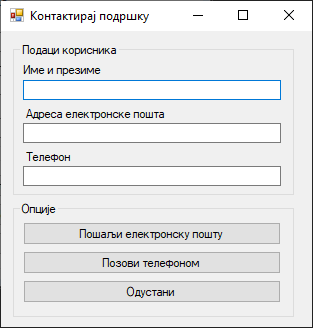 Контактирај подршку
Подаци корисника
Име и презиме
Адреса електронске пошта
Телефон
Опције
Пошаљи електронску пошту
Позови телефоном
Одустани